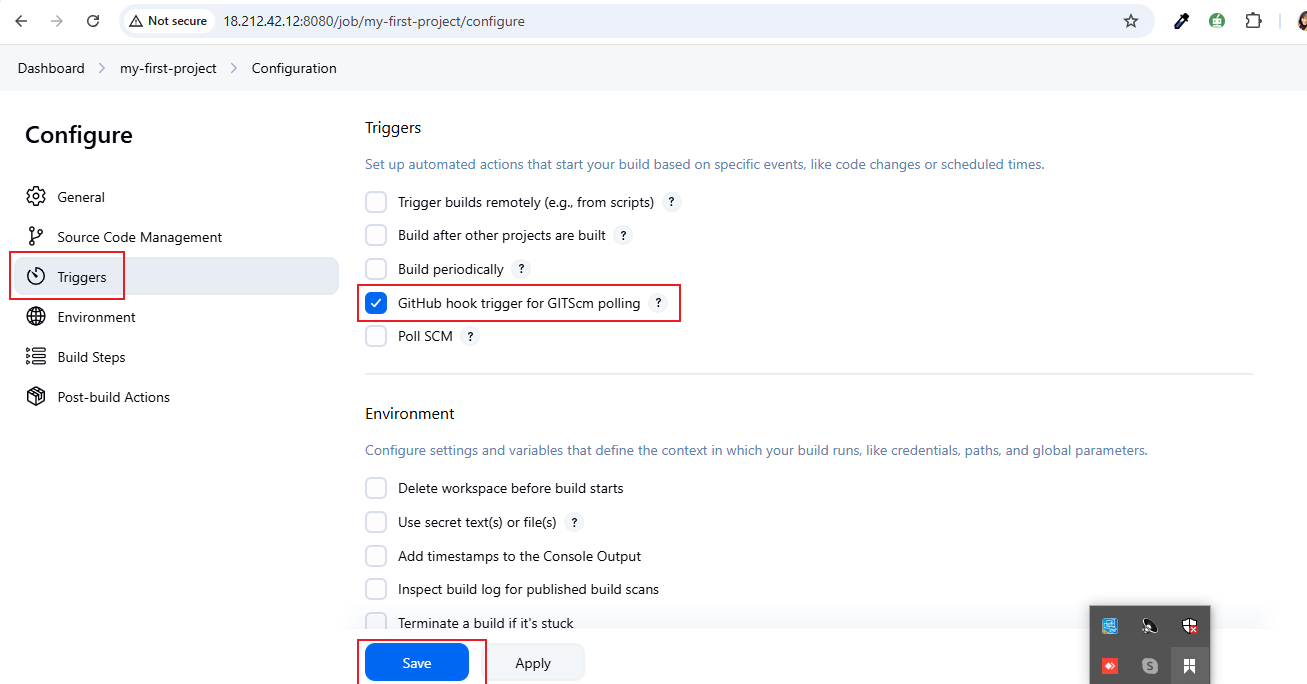 Not secure 18.212.42.12:8080/job/my-first-project/configure
Dashboard my-first-project Configuration
Configure
General
Source Code Management
Triggers
Environment
Build Steps
Post-build Actions
Triggers
Set up automated actions that start your build based on specific events, like code changes or scheduled times.
Trigger builds remotely (e.g., from scripts) ?
Build after other projects are built ?
Build periodically ?
GitHub hook trigger for GITScm polling ?
Poll SCM ?
Environment
Configure settings and variables that define the context in which your build runs, like credentials, paths, and global parameters.
Delete workspace before build starts
Use secret text(s) or file(s) ?
Add timestamps to the Console Output
Inspect build log for published build scans
Terminate a build if it's stuck
Save Apply